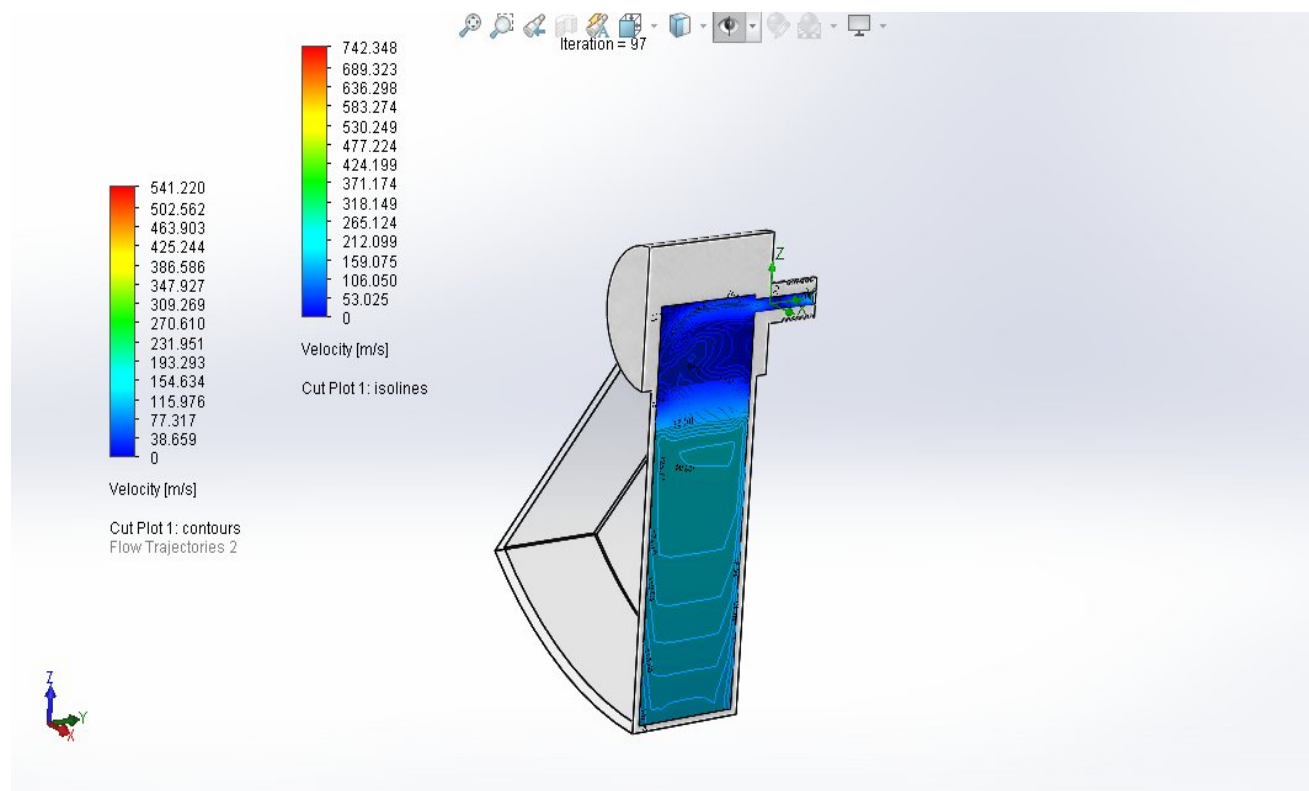 Iteration = 97
742.348
689.323
636.298
583.274
530.249
477.224
424.199
371.174
318.149
265.124
212.099
159.075
106.050
53.025
0
Velocity [m/s]
Cut Plot 1: isolines
541.220
502.562
463.903
425.244
386.586
347.927
309.269
270.610
231.951
193.293
154.634
115.976
77.317
38.659
0
Velocity [m/s]
Cut Plot 1: contours
Flow Trajectories 2
Z
X
Z
Y
X